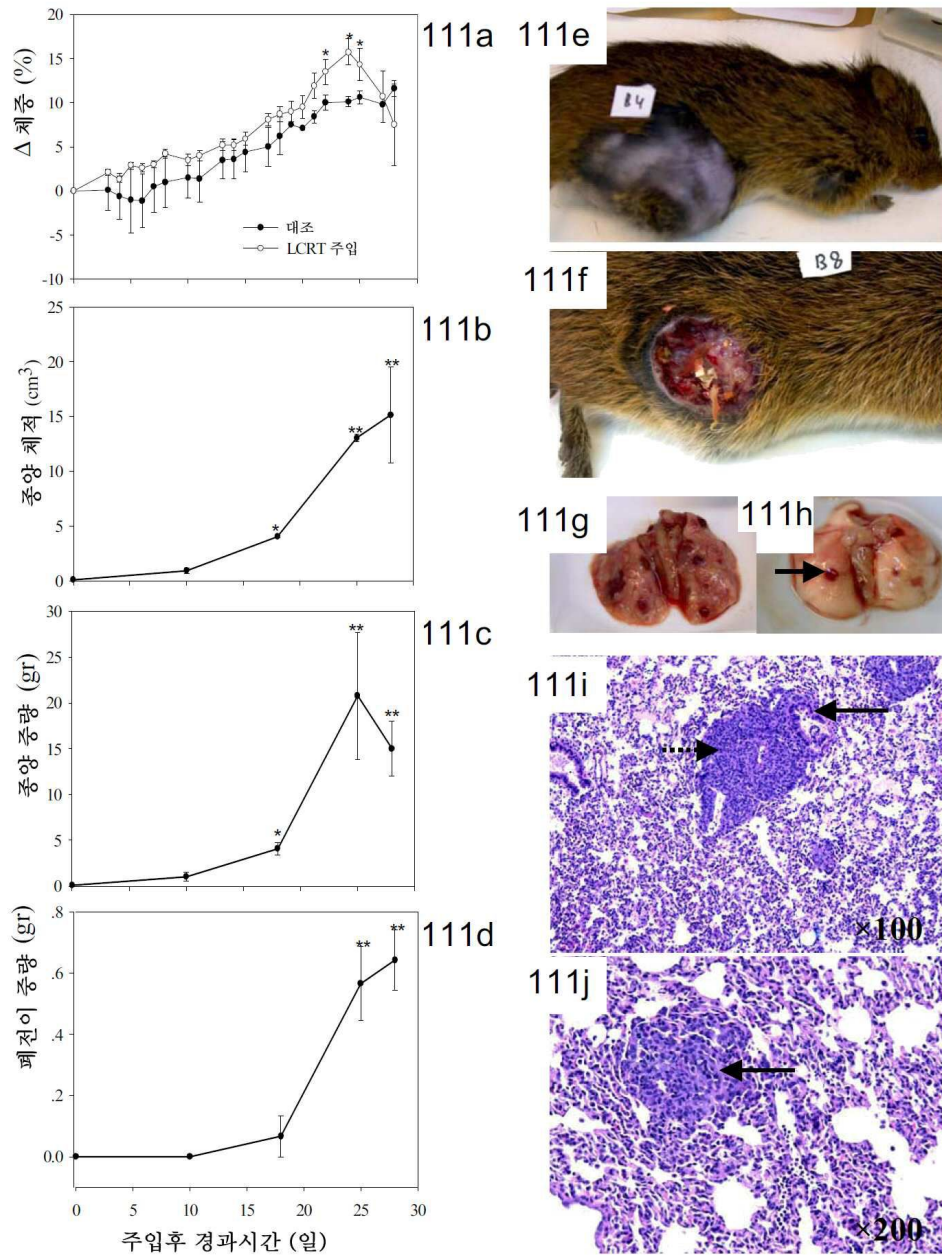 111a
Δ 체중 (%)
20
15
10
5
0
-5
-10
* * *
대조
LCRT 주입
111b
종양 체적 (cm3)
25
20
15
10
5
0
* ** **
111c
종양 중량 (gr)
30
25
20
15
10
5
0
* ** **
111d
폐전이 중량 (gr)
.8
.6
.4
.2
0.0
** **
0 5 10 15 20 25 30
주입후 경과시간 (일)
111e
B4
111f
B8
111g
111h
111i
×100
111j
×200